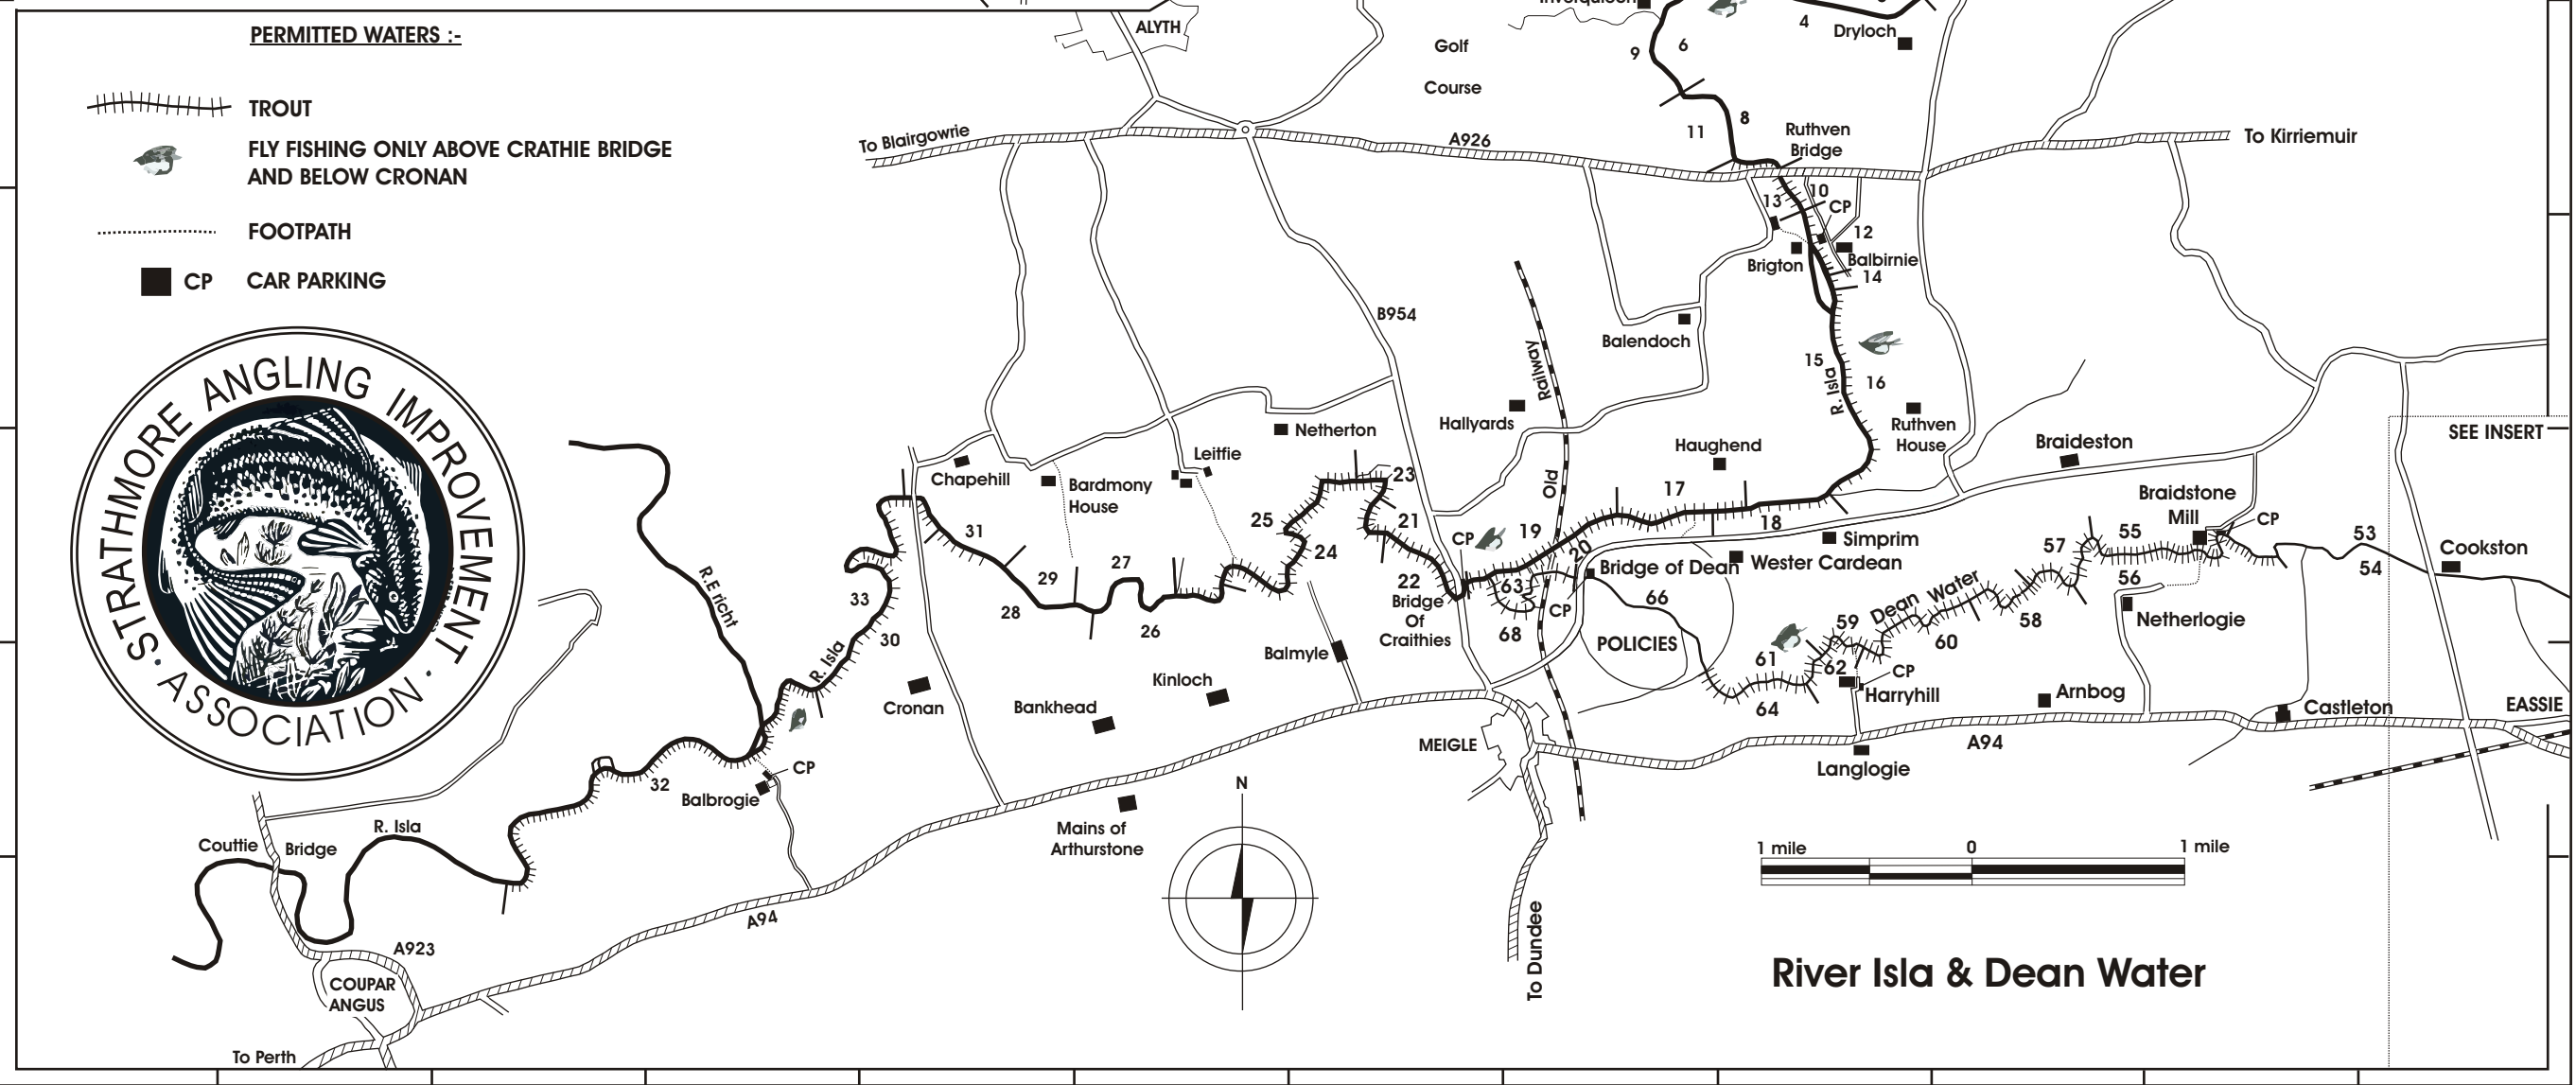 PERMITTED WATERS :-
TROUT
FLY FISHING ONLY ABOVE CRATHIE BRIDGE
AND BELOW CRONAN
FOOTPATH
CP
CAR PARKING
STRATHMORE ANGLING IMPROVEMENT
· ASSOCIATION ·
ALYTH
Golf
Course
9
6
4
Dryloch
To Blairgowrie
A926
11
8
Ruthven
Bridge
To Kirriemuir
13
10
CP
12
Brigton
Balbirnie
14
B954
Railway
Old
Balendoch
15
R. Isla
16
Hallyards
Ruthven
House
Haughend
Braideston
SEE INSERT
Netherton
Leitfie
Chapehill
Bardmony
House
23
25
21
24
17
18
19
20
CP
Simprim
Bridge of Dean
Wester Cardean
Braidstone
Mill
CP
57
55
53
54
Cookston
56
Netherlogie
R.Ericht
31
29
27
28
26
33
30
R. Isla
22
Bridge
Of
Craithies
63
CP
68
66
POLICIES
59
Dean Water
60
58
61
62
CP
Harryhill
64
Arnbog
Castleton
EASSIE
Balmyle
Kinloch
Cronan
Bankhead
MEIGLE
A94
Langlogie
CP
32
Balbrogie
N
Mains of
Arthurstone
R. Isla
Couttie
Bridge
1 mile
0
1 mile
A94
A923
COUPAR
ANGUS
To Perth
To Dundee
River Isla & Dean Water